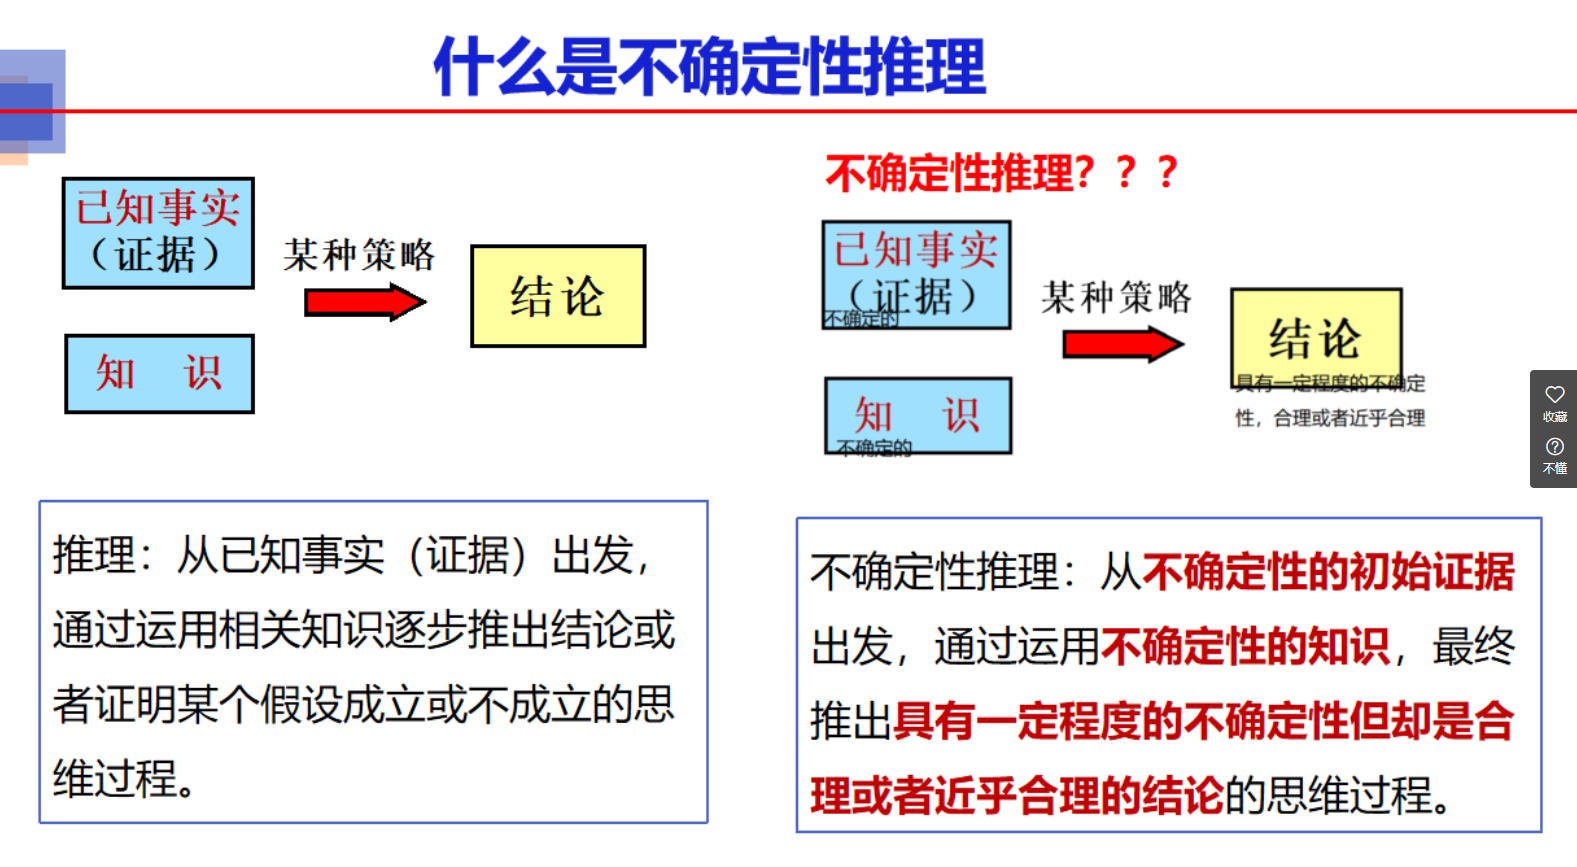 什么是不确定性推理
已知事实
（证据）
某种策略
结论
知 识
推理：从已知事实（证据）出发，
通过运用相关知识逐步推出结论或
者证明某个假设成立或不成立的思
维过程。
不确定性推理？？？
已知事实
（证据）
不确定的
某种策略
结论
具有一定程度的不确定
性，合理或者近乎合理
知 识
不确定的
不确定性推理：从不确定性的初始证据
出发，通过运用不确定性的知识，最终
推出具有一定程度的不确定性但却是合
理或者近乎合理的结论的思维过程。
收藏
不懂